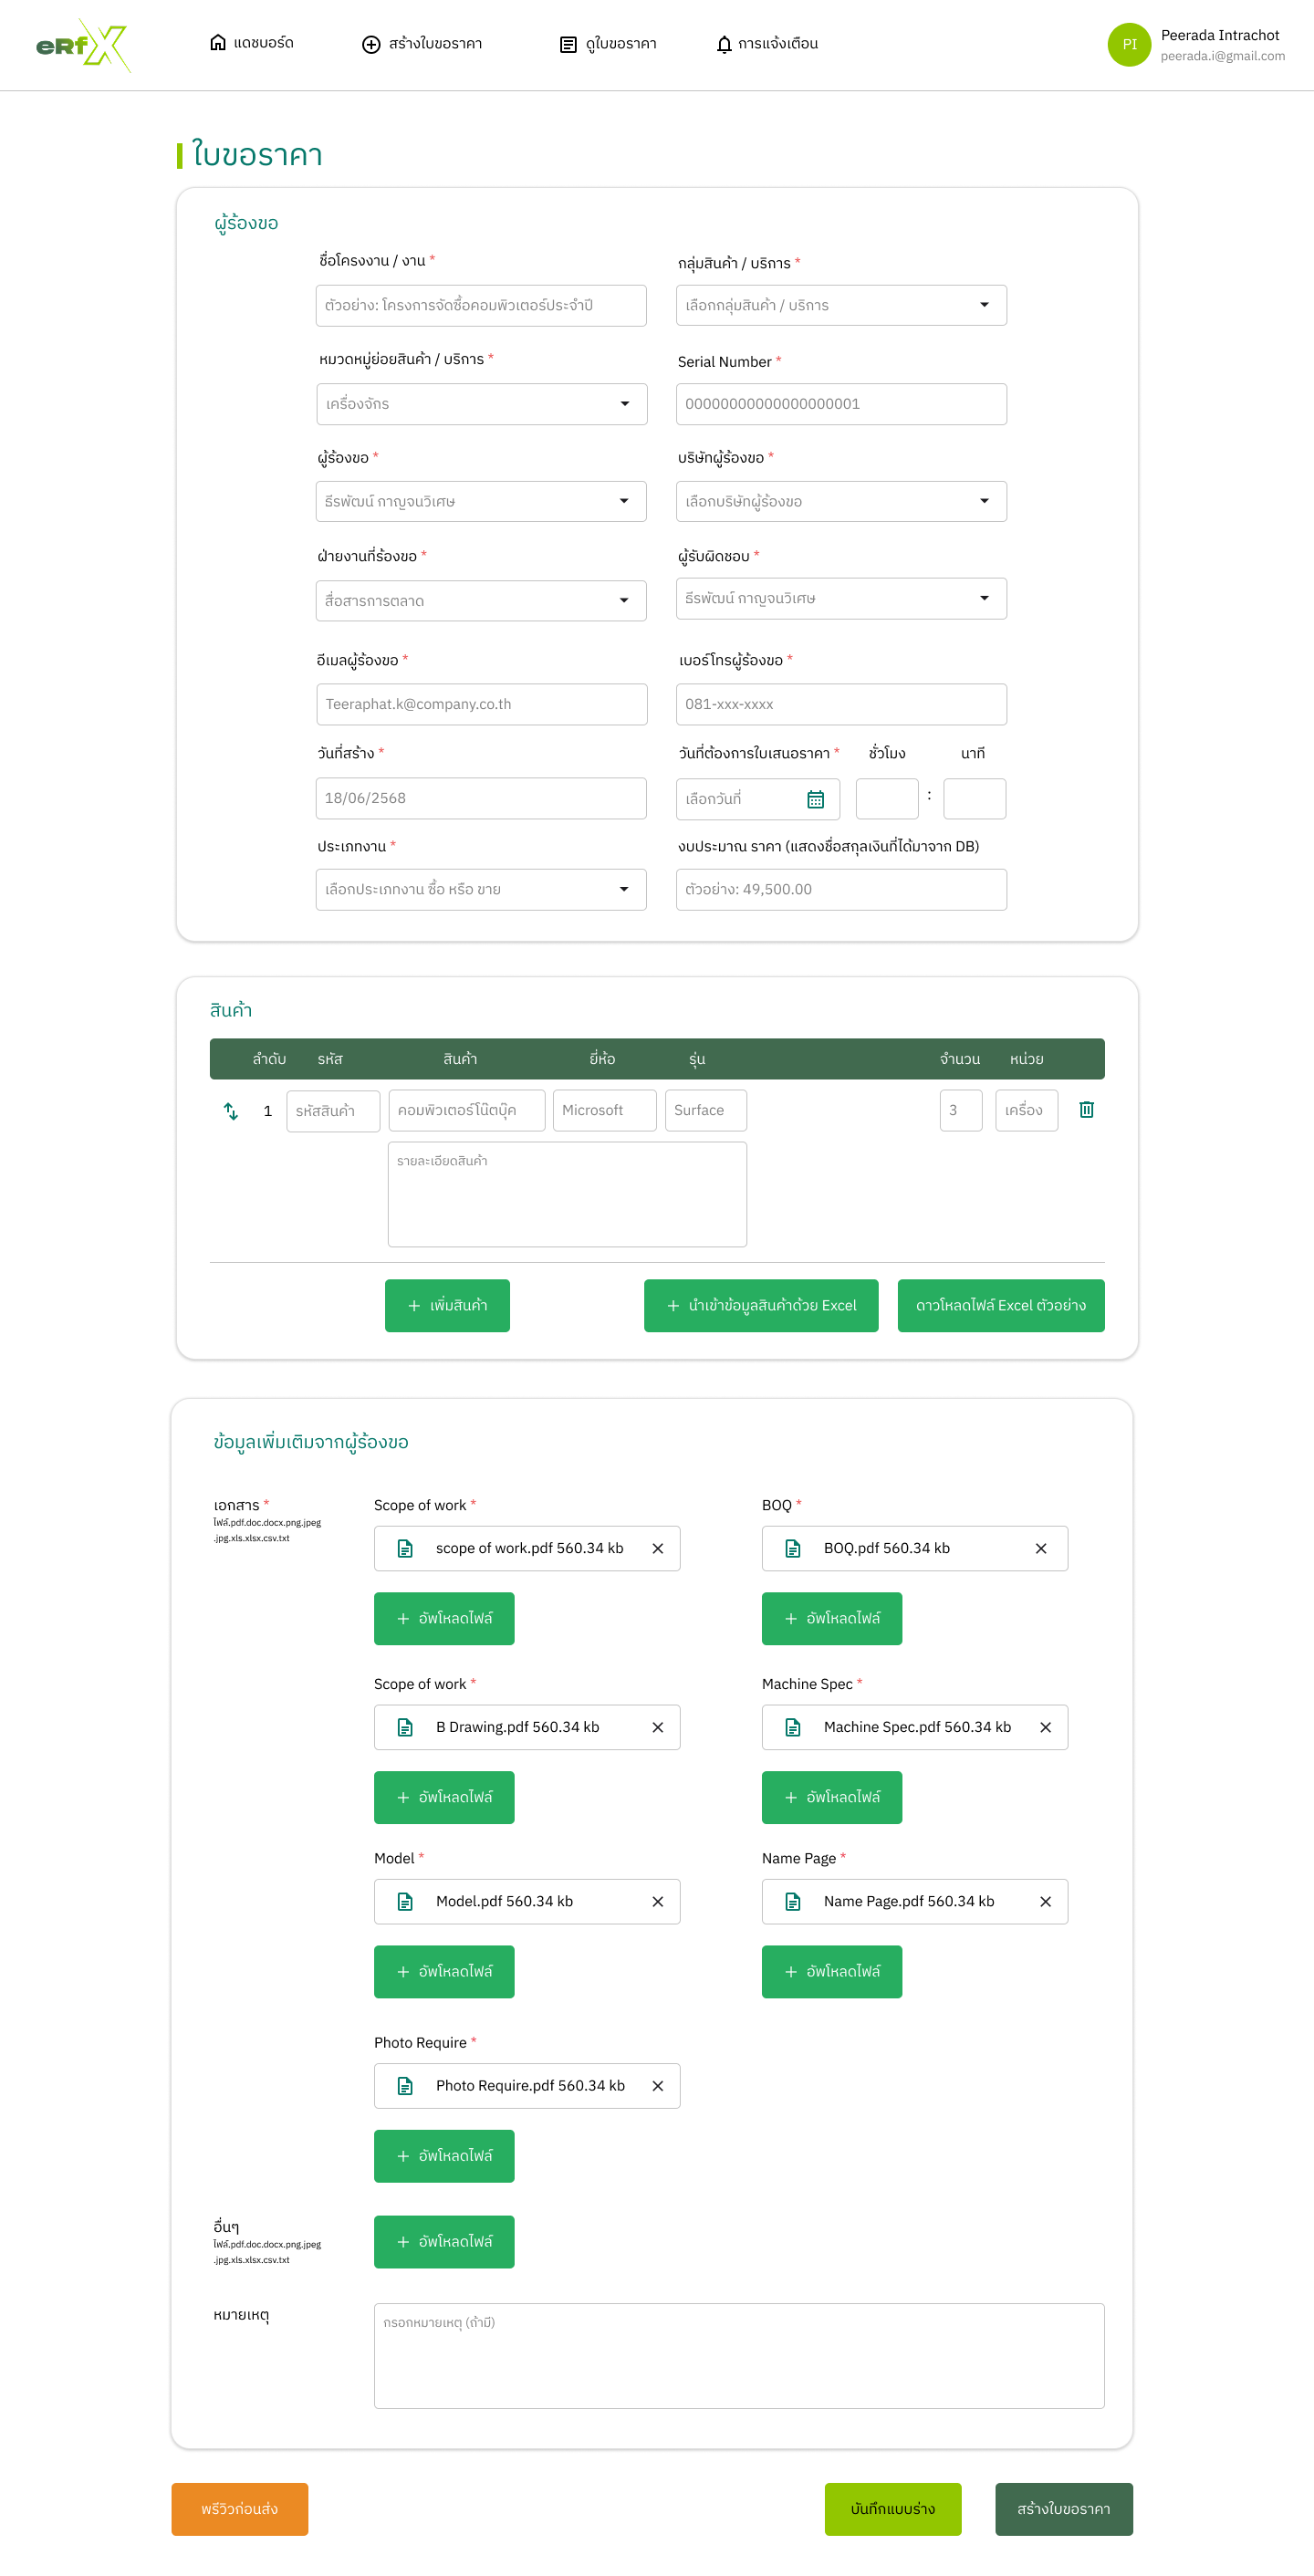 eRfX
แดชบอร์ด
สร้างใบขอราคา
ดูใบขอราคา
การแจ้งเตือน
PI
Peerada Intrachot
peerada.i@gmail.com
ใบขอราคา
ผู้ร้องขอ
ชื่อโครงงาน / งาน *
กลุ่มสินค้า / บริการ *
ตัวอย่าง: โครงการจัดซื้อคอมพิวเตอร์ประจำปี
เลือกกลุ่มสินค้า / บริการ
หมวดหมู่ย่อยสินค้า / บริการ *
Serial Number *
เครื่องจักร
00000000000000000001
ผู้ร้องขอ *
บริษัทผู้ร้องขอ *
ธีรพัฒน์ กาญจนวิเศษ
เลือกบริษัทผู้ร้องขอ
ฝ่ายงานที่ร้องขอ *
ผู้รับผิดชอบ *
สื่อสารการตลาด
ธีรพัฒน์ กาญจนวิเศษ
อีเมลผู้ร้องขอ *
เบอร์โทรผู้ร้องขอ *
Teeraphat.k@company.co.th
081-xxx-xxxx
วันที่สร้าง *
วันที่ต้องการใบเสนอราคา * ชั่วโมง นาที
18/06/2568
เลือกวันที่ :
ประเภทงาน *
งบประมาณ ราคา (แสดงชื่อสกุลเงินที่ได้มาจาก DB)
เลือกประเภทงาน ซื้อ หรือ ขาย
ตัวอย่าง: 49,500.00
สินค้า
ลำดับ รหัส สินค้า ยี่ห้อ รุ่น จำนวน หน่วย
1 รหัสสินค้า คอมพิวเตอร์โน๊ตบุ๊ค Microsoft Surface 3 เครื่อง
รายละเอียดสินค้า
เพิ่มสินค้า
นำเข้าข้อมูลสินค้าด้วย Excel
ดาวโหลดไฟล์ Excel ตัวอย่าง
ข้อมูลเพิ่มเติมจากผู้ร้องขอ
เอกสาร *
ไฟล์.pdf.doc.docx.png.jpeg
.jpg.xls.xlsx.csv.txt
Scope of work *
BOQ *
scope of work.pdf 560.34 kb
BOQ.pdf 560.34 kb
อัพโหลดไฟล์
อัพโหลดไฟล์
Scope of work *
Machine Spec *
B Drawing.pdf 560.34 kb
Machine Spec.pdf 560.34 kb
อัพโหลดไฟล์
อัพโหลดไฟล์
Model *
Name Page *
Model.pdf 560.34 kb
Name Page.pdf 560.34 kb
อัพโหลดไฟล์
อัพโหลดไฟล์
Photo Require *
Photo Require.pdf 560.34 kb
อัพโหลดไฟล์
อื่นๆ
ไฟล์.pdf.doc.docx.png.jpeg
.jpg.xls.xlsx.csv.txt
อัพโหลดไฟล์
หมายเหตุ
กรอกหมายเหตุ (ถ้ามี)
พรีวิวก่อนส่ง
บันทึกแบบร่าง
สร้างใบขอราคา